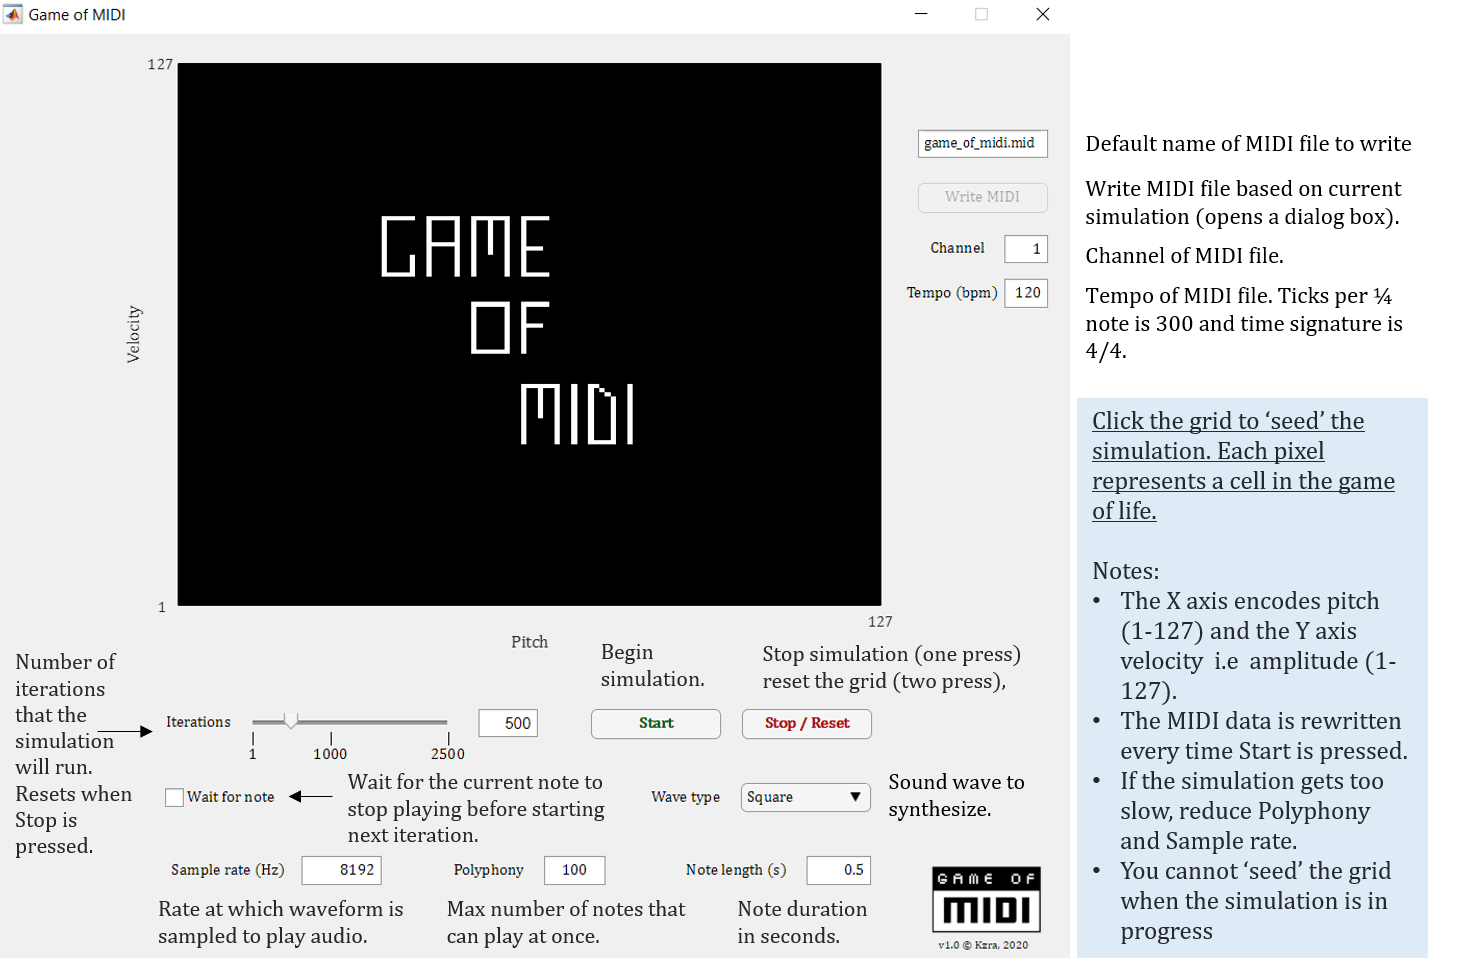 Game of MIDI
127
GAME
OF
MIDI
Velocity
1
127
Pitch
game_of_midi.mid
Write MIDI
Channel 1
Tempo (bpm) 120
Default name of MIDI file to write
Write MIDI file based on current
simulation (opens a dialog box).
Channel of MIDI file.
Tempo of MIDI file. Ticks per ¼
note is 300 and time signature is
4/4.
Click the grid to ‘seed’ the
simulation. Each pixel
represents a cell in the game
of life.
Notes:
• The X axis encodes pitch
(1-127) and the Y axis
velocity i.e amplitude (1-
127).
• The MIDI data is rewritten
every time Start is pressed.
• If the simulation gets too
slow, reduce Polyphony
and Sample rate.
• You cannot ‘seed’ the grid
when the simulation is in
progress
Number of
iterations
that the
simulation
will run.
Resets when
Stop is
pressed.
Begin
simulation.
Stop simulation (one press)
reset the grid (two press),
Iterations
1 1000 2500
500
Start
Stop / Reset
Wait for note
Wait for the current note to
stop playing before starting
next iteration.
Wave type
Square
Sound wave to
synthesize.
Sample rate (Hz) 8192
Polyphony 100
Note length (s) 0.5
Rate at which waveform is
sampled to play audio.
Max number of notes that
can play at once.
Note duration
in seconds.
GAME OF
MIDI
v1.0 © Kzra, 2020